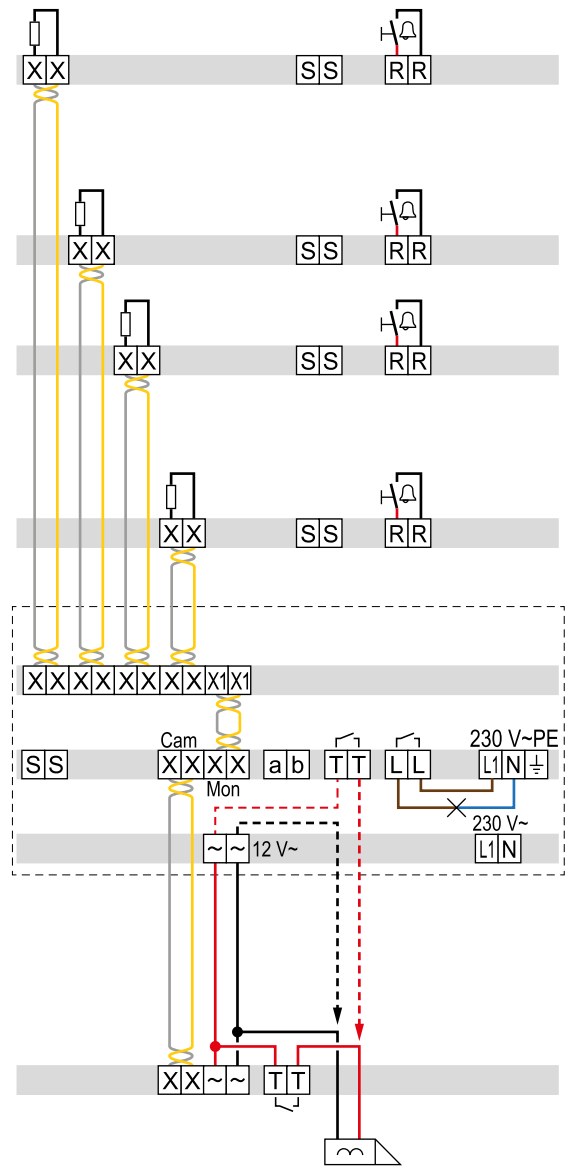 X X S S R R
X X S S R R
X X S S R R
X X S S R R
X X X X X X X X X1 X1
Cam 230 V~PE
S S X X X X a b T T L L L1 N ⏚
Mon
230 V~
~ ~ 12 V~ L1 N
X X ~ ~ T T